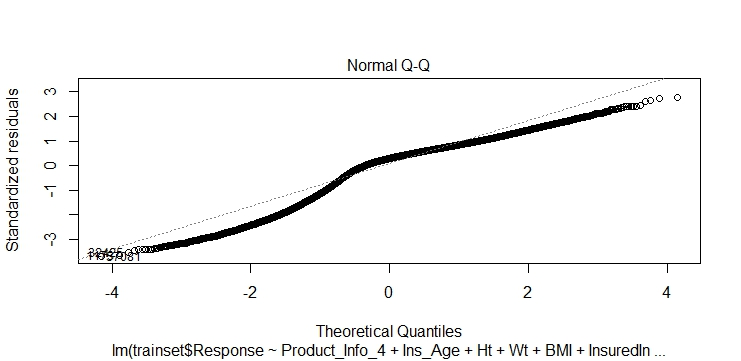 Normal Q-Q
Standardized residuals
3
2
1
0
-1
-3
-4
-2
0
2
4
Theoretical Quantiles
lm(trainset$Response ~ Product_Info_4 + Ins_Age + Ht + Wt + BMI + InsuredIn ...